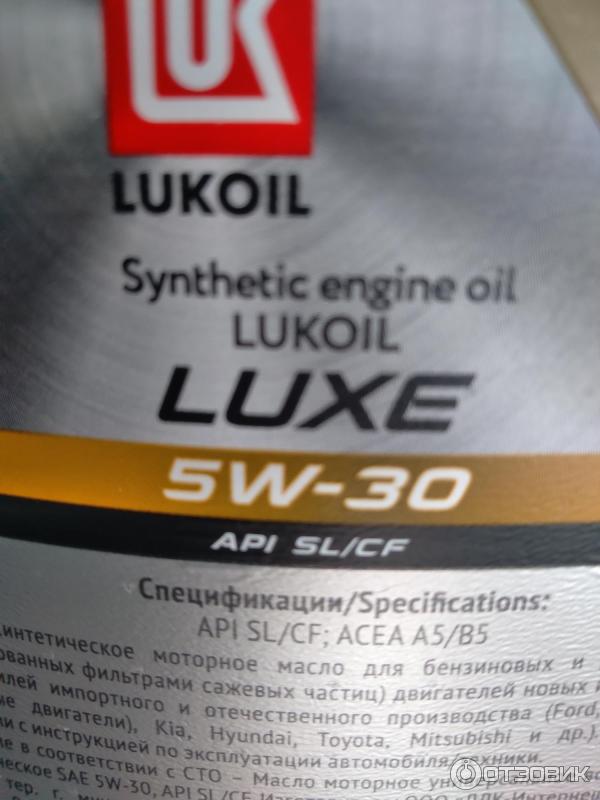 LUKOIL
Synthetic engine oil
LUKOIL
LUXE
5W-30
API SL/CF
Спецификации/Specifications:
API SL/CF; ACEA A5/B5
моторное масло для бензиновых и
фильтрами сажевых частиц) двигателей новых
импортного и отечественного производства (Ford,
двигатели), Kia, Hyundai, Toyota, Mitsubishi и др.)
с инструкцией по эксплуатации автомобиля/техники.
в соответствии с СТО – Масло моторное
SAE 5W-30, API SL/CF
ОТЗОВИК